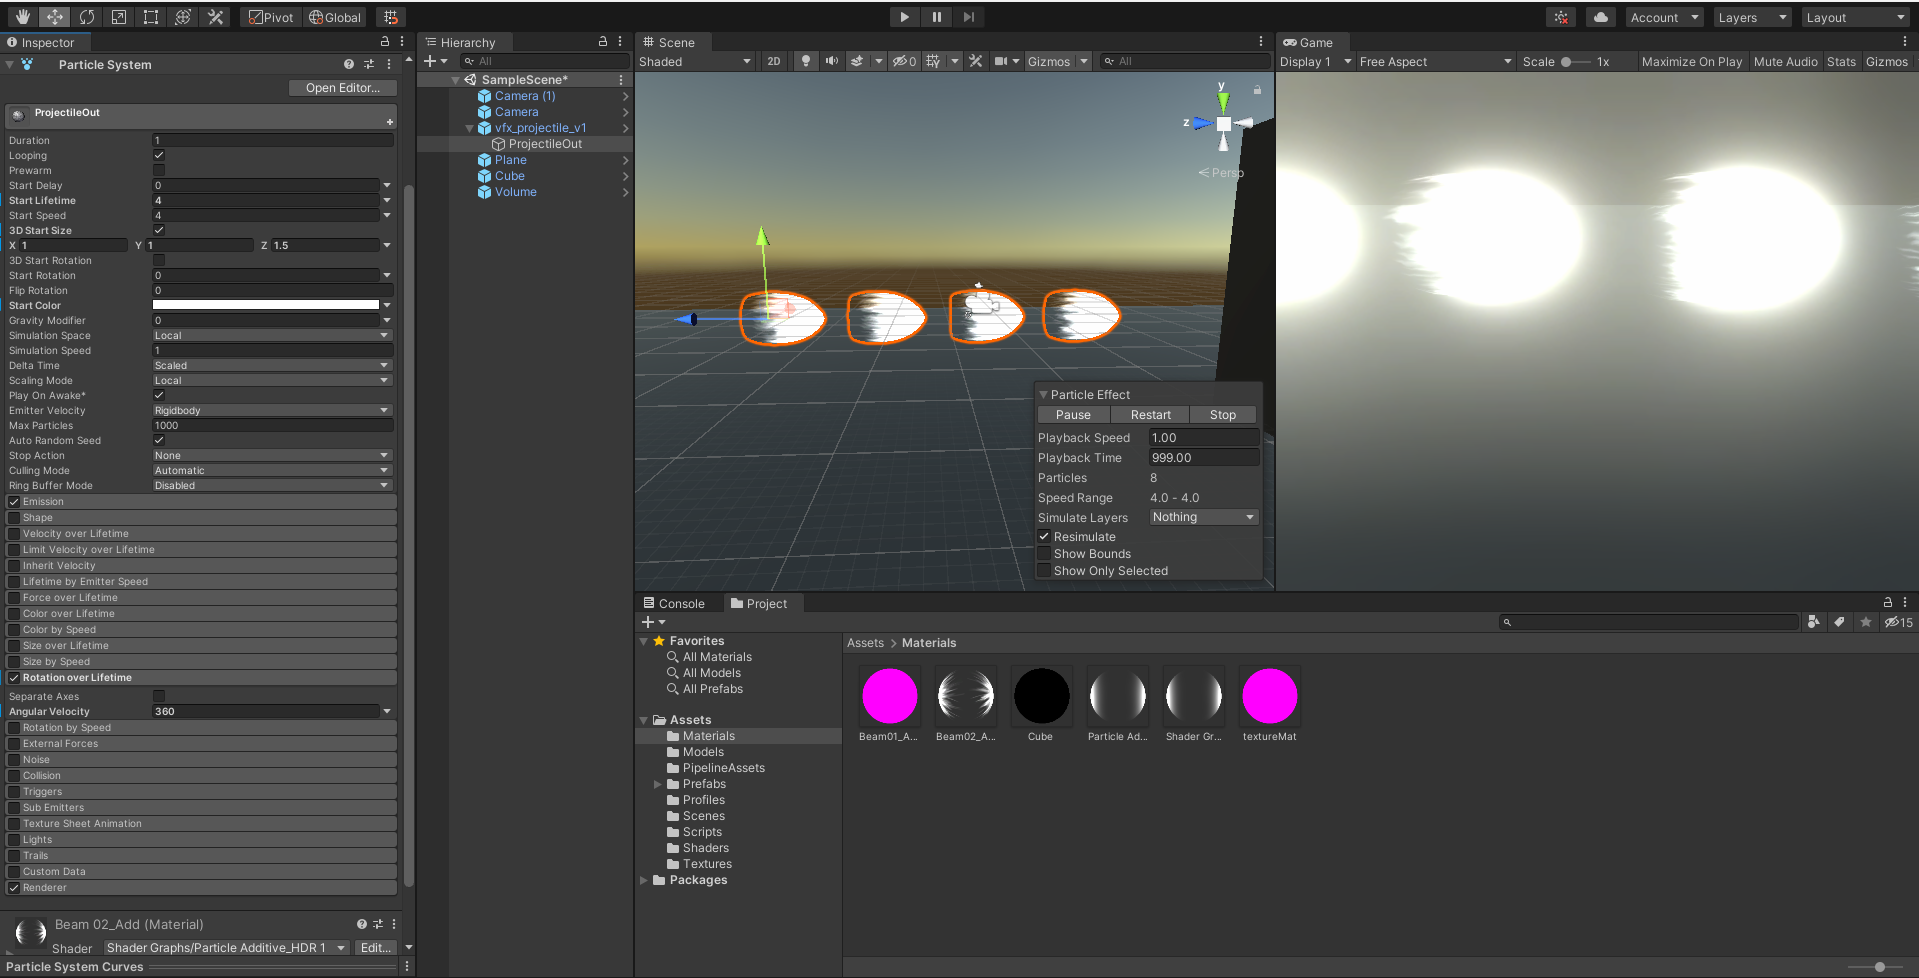 Pivot Global Account Layers Layout
Inspector
Particle System
Open Editor...
ProjectileOut
Duration 1
Looping
Prewarm
Start Delay 0
Start Lifetime 4
Start Speed 4
3D Start Size
X 1 Y 1 Z 1.5
3D Start Rotation
Start Rotation 0
Flip Rotation 0
Start Color
Gravity Modifier 0
Simulation Space Local
Simulation Speed 1
Delta Time Scaled
Scaling Mode Local
Play On Awake*
Emitter Velocity Rigidbody
Max Particles 1000
Auto Random Seed
Stop Action None
Culling Mode Automatic
Ring Buffer Mode Disabled
Emission
Shape
Velocity over Lifetime
Limit Velocity over Lifetime
Inherit Velocity
Lifetime by Emitter Speed
Force over Lifetime
Color over Lifetime
Color by Speed
Size over Lifetime
Size by Speed
Rotation over Lifetime
Separate Axes
Angular Velocity 360
Rotation by Speed
External Forces
Noise
Collision
Triggers
Sub Emitters
Texture Sheet Animation
Lights
Trails
Custom Data
Renderer
Beam 02_Add (Material)
Shader Shader Graphs/Particle Additive_HDR 1 Edit...
Particle System Curves
Hierarchy
All
SampleScene*
Camera (1)
Camera
vfx_projectile_v1
ProjectileOut
Plane
Cube
Volume
Scene
Shaded 2D 0 Gizmos All
y
z
Persp
Particle Effect
Pause Restart Stop
Playback Speed 1.00
Playback Time 999.00
Particles 8
Speed Range 4.0 - 4.0
Simulate Layers Nothing
Resimulate
Show Bounds
Show Only Selected
Game
Display 1 Free Aspect Scale 1x Maximize On Play Mute Audio Stats Gizmos
Console Project
15
Favorites
All Materials
All Models
All Prefabs
Assets
Materials
Models
PipelineAssets
Prefabs
Profiles
Scenes
Scripts
Shaders
Textures
Packages
Assets > Materials
Beam01_A... Beam02_A... Cube Particle Ad... Shader Gr... textureMat